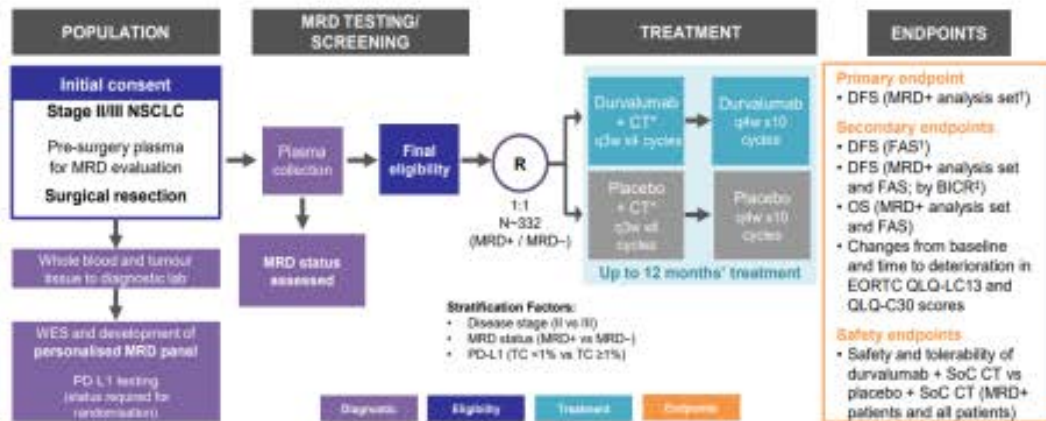 POPULATION
MRD TESTING/
SCREENING
TREATMENT
ENDPOINTS
Initial consent
Stage II/III NSCLC
Pre-surgery plasma
for MRD evaluation
Surgical resection
Whole blood and tumour
tissue to diagnostic lab
WES and development of
personalised MRD panel
PD-L1 testing
(status required for
randomisation)
Plasma
collection
MRD status
assessed
Final
eligibility
R
1:1
N~332
(MRD+ / MRD–)
Durvalumab
+ CT*
q3w x4 cycles
Durvalumab
q4w x10
cycles
Placebo
+ CT*
q3w x4
cycles
Placebo
q4w x10
cycles
Up to 12 months' treatment
Stratification Factors:
• Disease stage (II vs III)
• MRD status (MRD+ vs MRD–)
• PD-L1 (TC <1% vs TC ≥1%)
Primary endpoint
• DFS (MRD+ analysis set†)
Secondary endpoints
• DFS (FAS†)
• DFS (MRD+ analysis set
and FAS; by BICR‡)
• OS (MRD+ analysis set
and FAS)
• Changes from baseline
and time to deterioration in
EORTC QLQ-LC13 and
QLQ-C30 scores
Safety endpoints
• Safety and tolerability of
durvalumab + SoC CT vs
placebo + SoC CT (MRD+
patients and all patients)
Diagnostic
Eligibility
Treatment
Endpoints